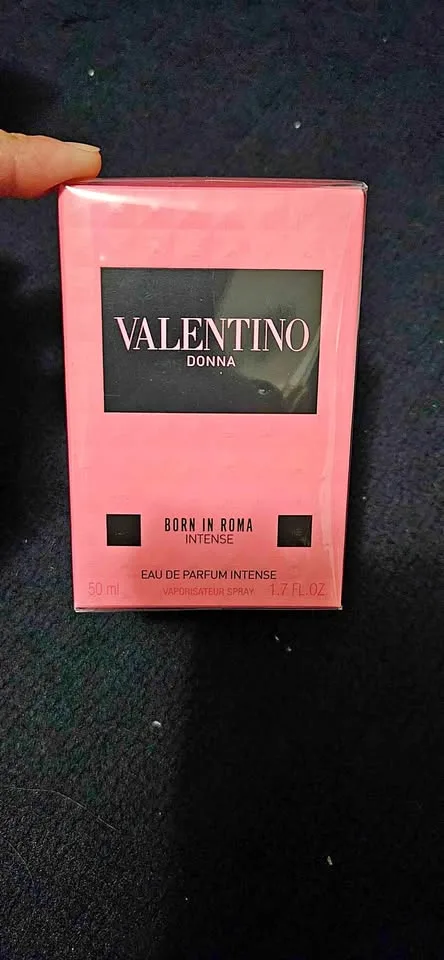 VALENTINO
DONNA
BORN IN ROMA
INTENSE
EAU DE PARFUM INTENSE
50 ml VAPORISATEUR SPRAY 1.7 FL.OZ.